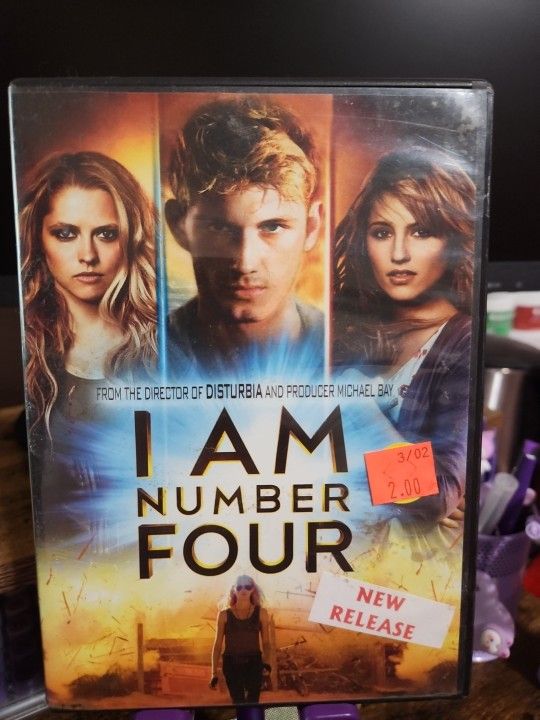 FROM THE DIRECTOR OF DISTURBIA AND PRODUCER MICHAEL BAY
I AM
NUMBER
FOUR
3/02
2.00
NEW
RELEASE